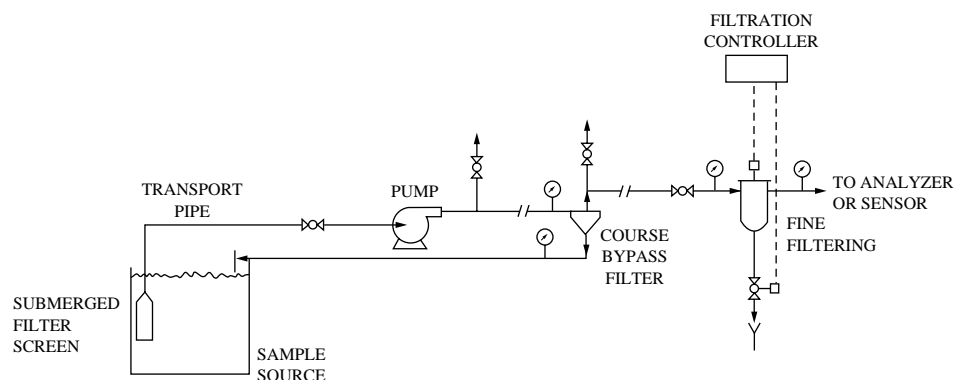 FILTRATION
CONTROLLER
TRANSPORT
PIPE
PUMP
TO ANALYZER
OR SENSOR
COURSE
BYPASS
FILTER
FINE
FILTERING
SUBMERGED
FILTER
SCREEN
SAMPLE
SOURCE